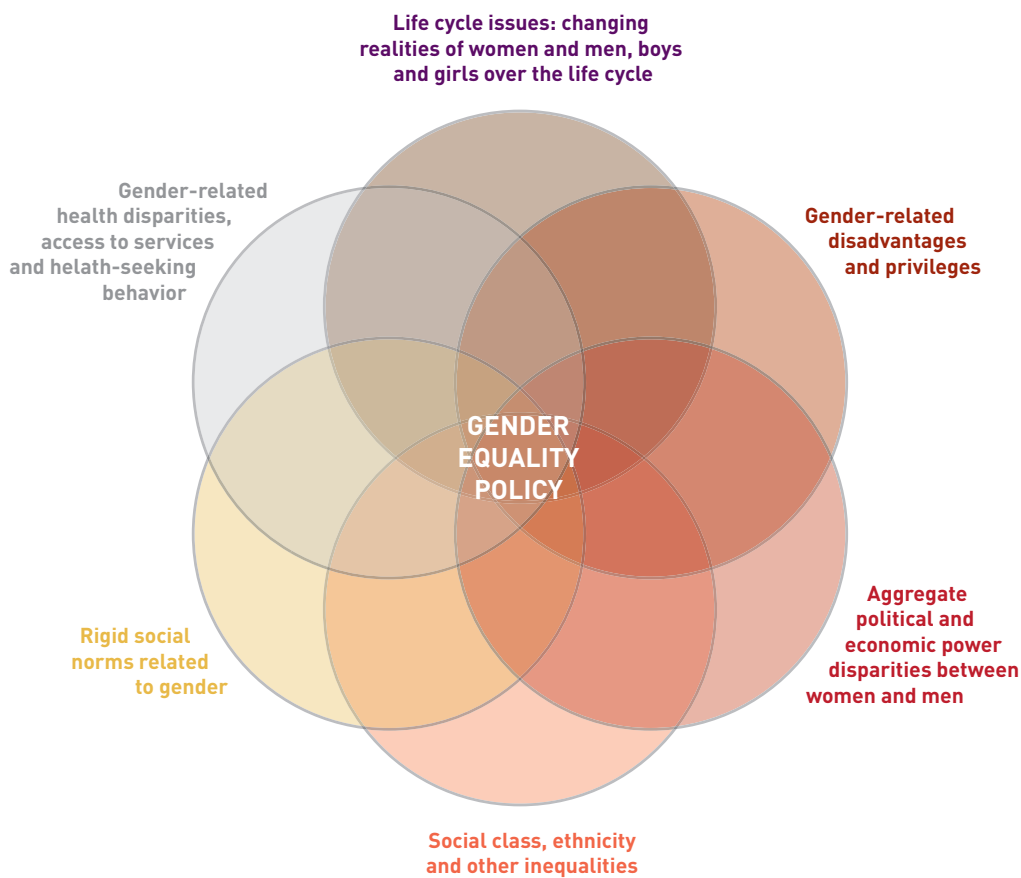 Life cycle issues: changing
realities of women and men, boys
and girls over the life cycle
Gender-related
health disparities,
access to services
and helath-seeking
behavior
Gender-related
disadvantages
and privileges
GENDER
EQUALITY
POLICY
Rigid social
norms related
to gender
Aggregate
political and
economic power
disparities between
women and men
Social class, ethnicity
and other inequalities